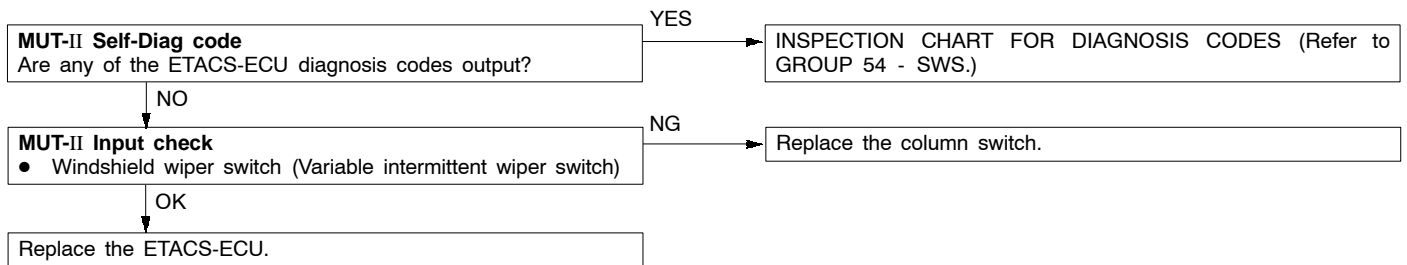 MUT-II Self-Diag code
Are any of the ETACS-ECU diagnosis codes output?
YES
INSPECTION CHART FOR DIAGNOSIS CODES (Refer to
GROUP 54 - SWS.)
NO
MUT-II Input check
● Windshield wiper switch (Variable intermittent wiper switch)
NG
Replace the column switch.
OK
Replace the ETACS-ECU.